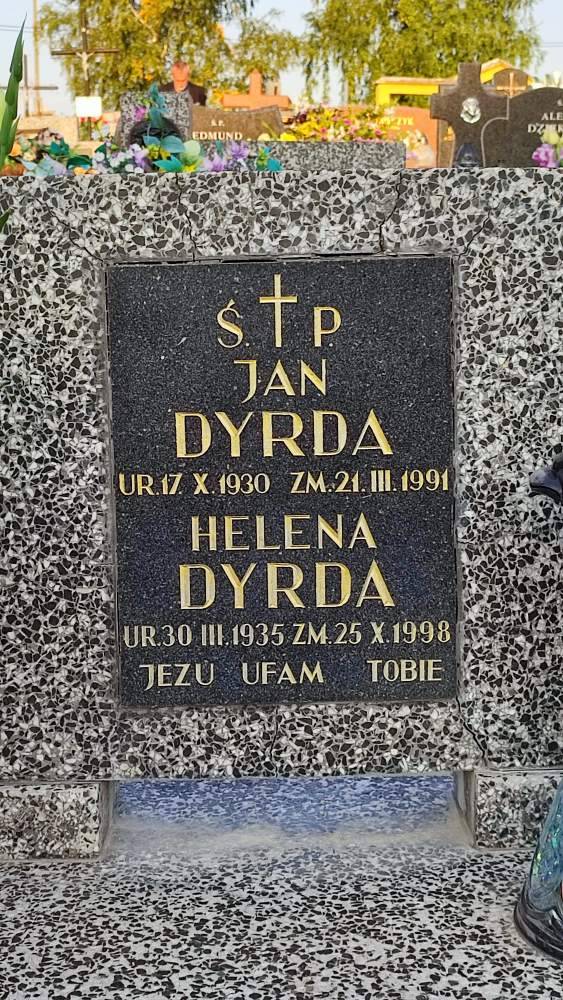 EDMUND
Ś. P.
JAN
DYRDA
UR.17.X.1930 ZM.21.III.1991
HELENA
DYRDA
UR.30 III.1935 ZM.25 X.1998
JEZU UFAM TOBIE